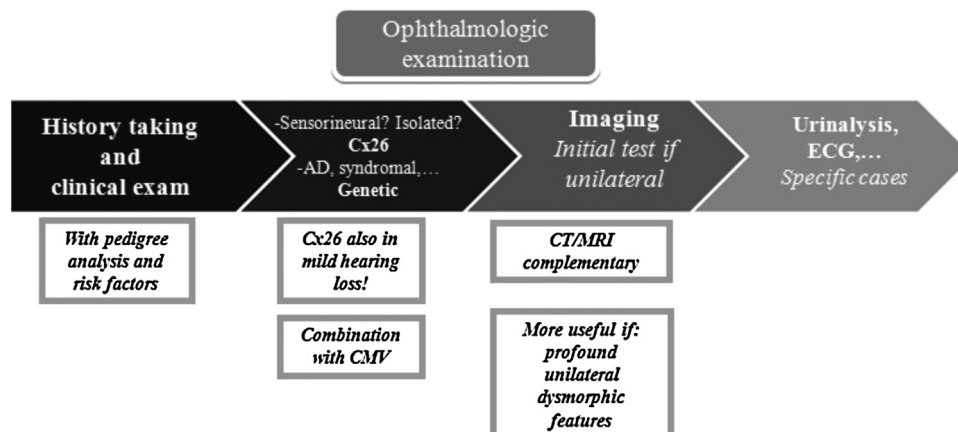 Ophthalmologic
examination
History taking
and
clinical exam
-Sensorineural? Isolated?
Cx26
-AD, syndromal,...
Genetic
Imaging
Initial test if
unilateral
Urinalysis,
ECG,...
Specific cases
With pedigree
analysis and
risk factors
Cx26 also in
mild hearing
loss!
Combination
with CMV
CT/MRI
complementary
More useful if:
profound
unilateral
dysmorphic
features